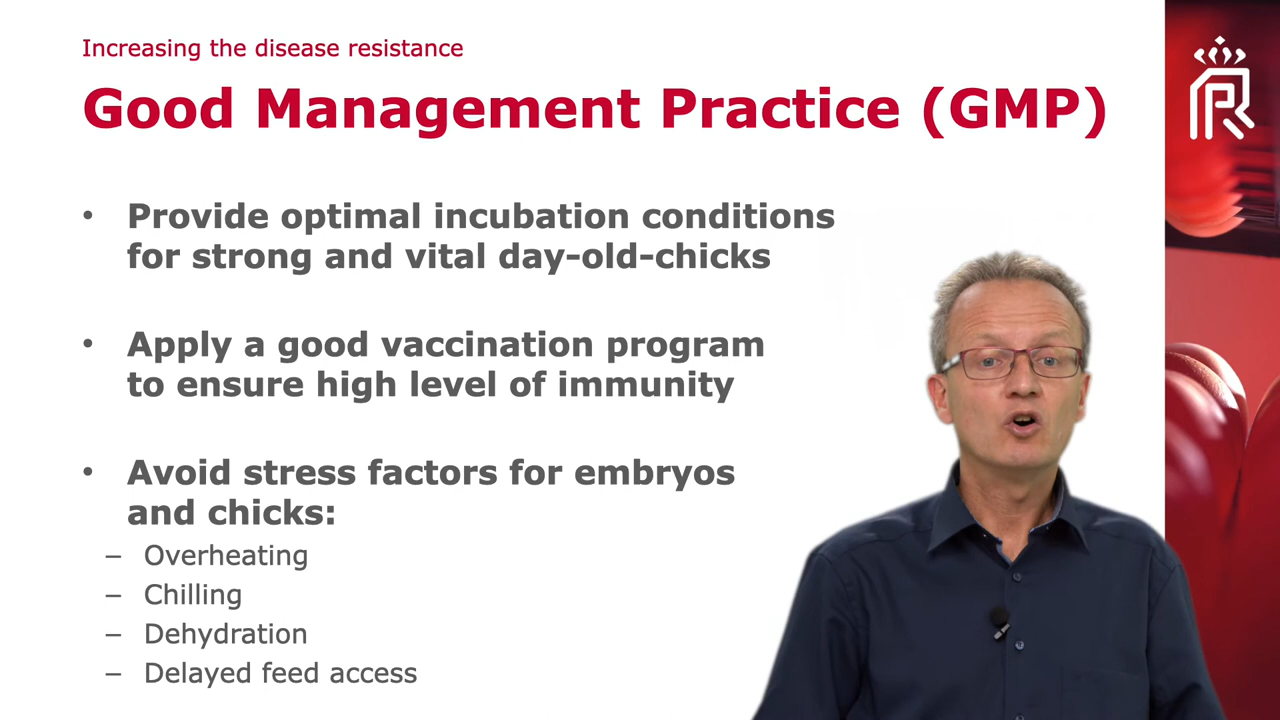 Increasing the disease resistance
Good Management Practice (GMP)
• Provide optimal incubation conditions
for strong and vital day-old-chicks
• Apply a good vaccination program
to ensure high level of immunity
• Avoid stress factors for embryos
and chicks:
– Overheating
– Chilling
– Dehydration
– Delayed feed access